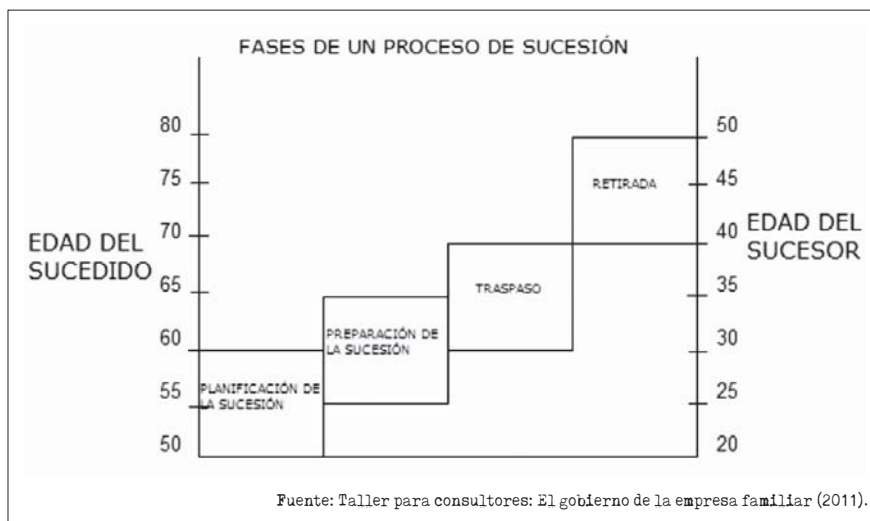 FASES DE UN PROCESO DE SUCESIÓN
80
75
70
65
60
55
50
EDAD DEL
SUCEDIDO
PLANIFICACIÓN DE
LA SUCESIÓN
PREPARACIÓN DE
LA SUCESIÓN
TRASPASO
RETIRADA
50
45
40
35
30
25
20
EDAD DEL
SUCESOR
Fuente: Taller para consultores: El gobierno de la empresa familiar (2011).